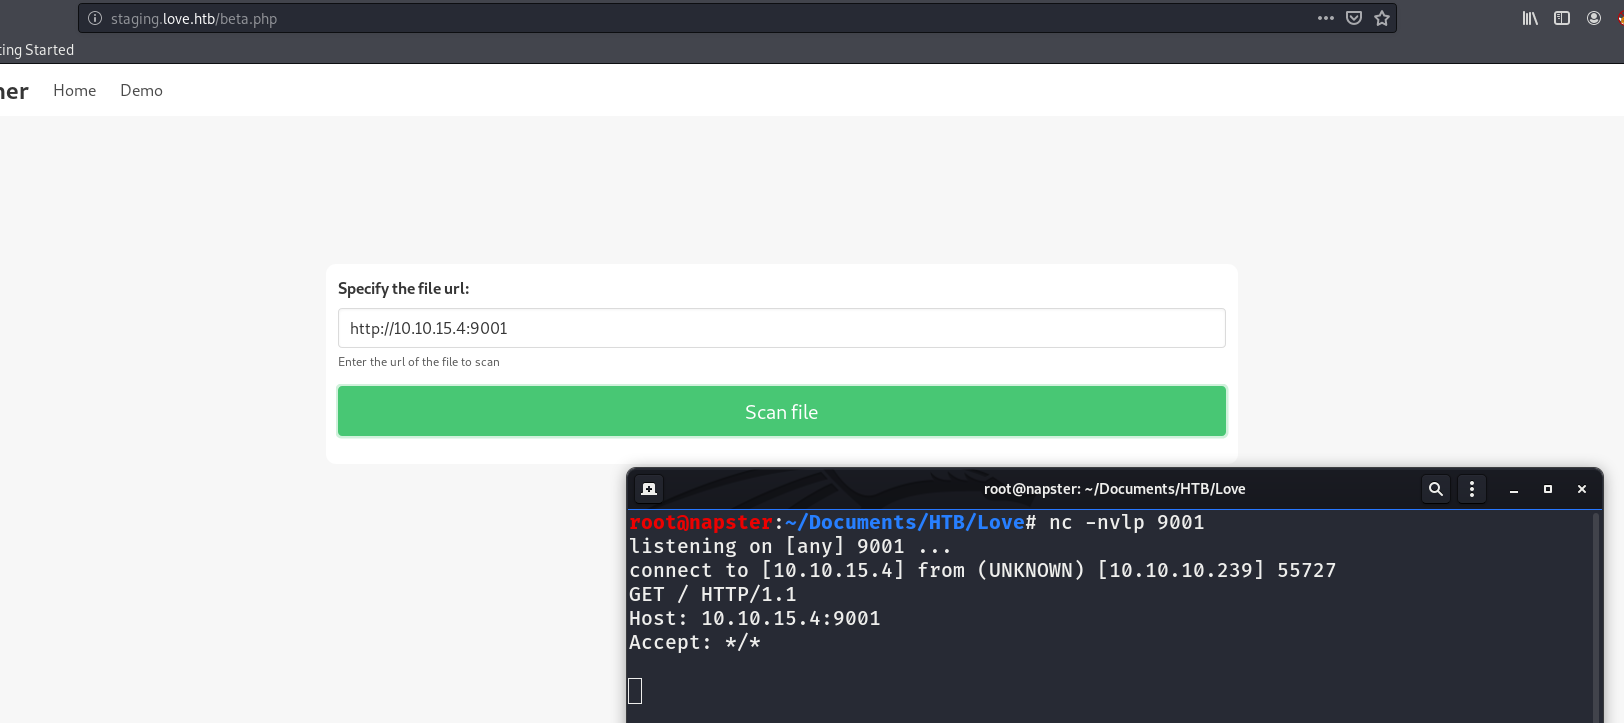 staging.love.htb/beta.php
ting Started
ner Home Demo
Specify the file url:
http://10.10.15.4:9001
Enter the url of the file to scan
Scan file
root@napster: ~/Documents/HTB/Love
root@napster:~/Documents/HTB/Love# nc -nvlp 9001
listening on [any] 9001 ...
connect to [10.10.15.4] from (UNKNOWN) [10.10.10.239] 55727
GET / HTTP/1.1
Host: 10.10.15.4:9001
Accept: */*